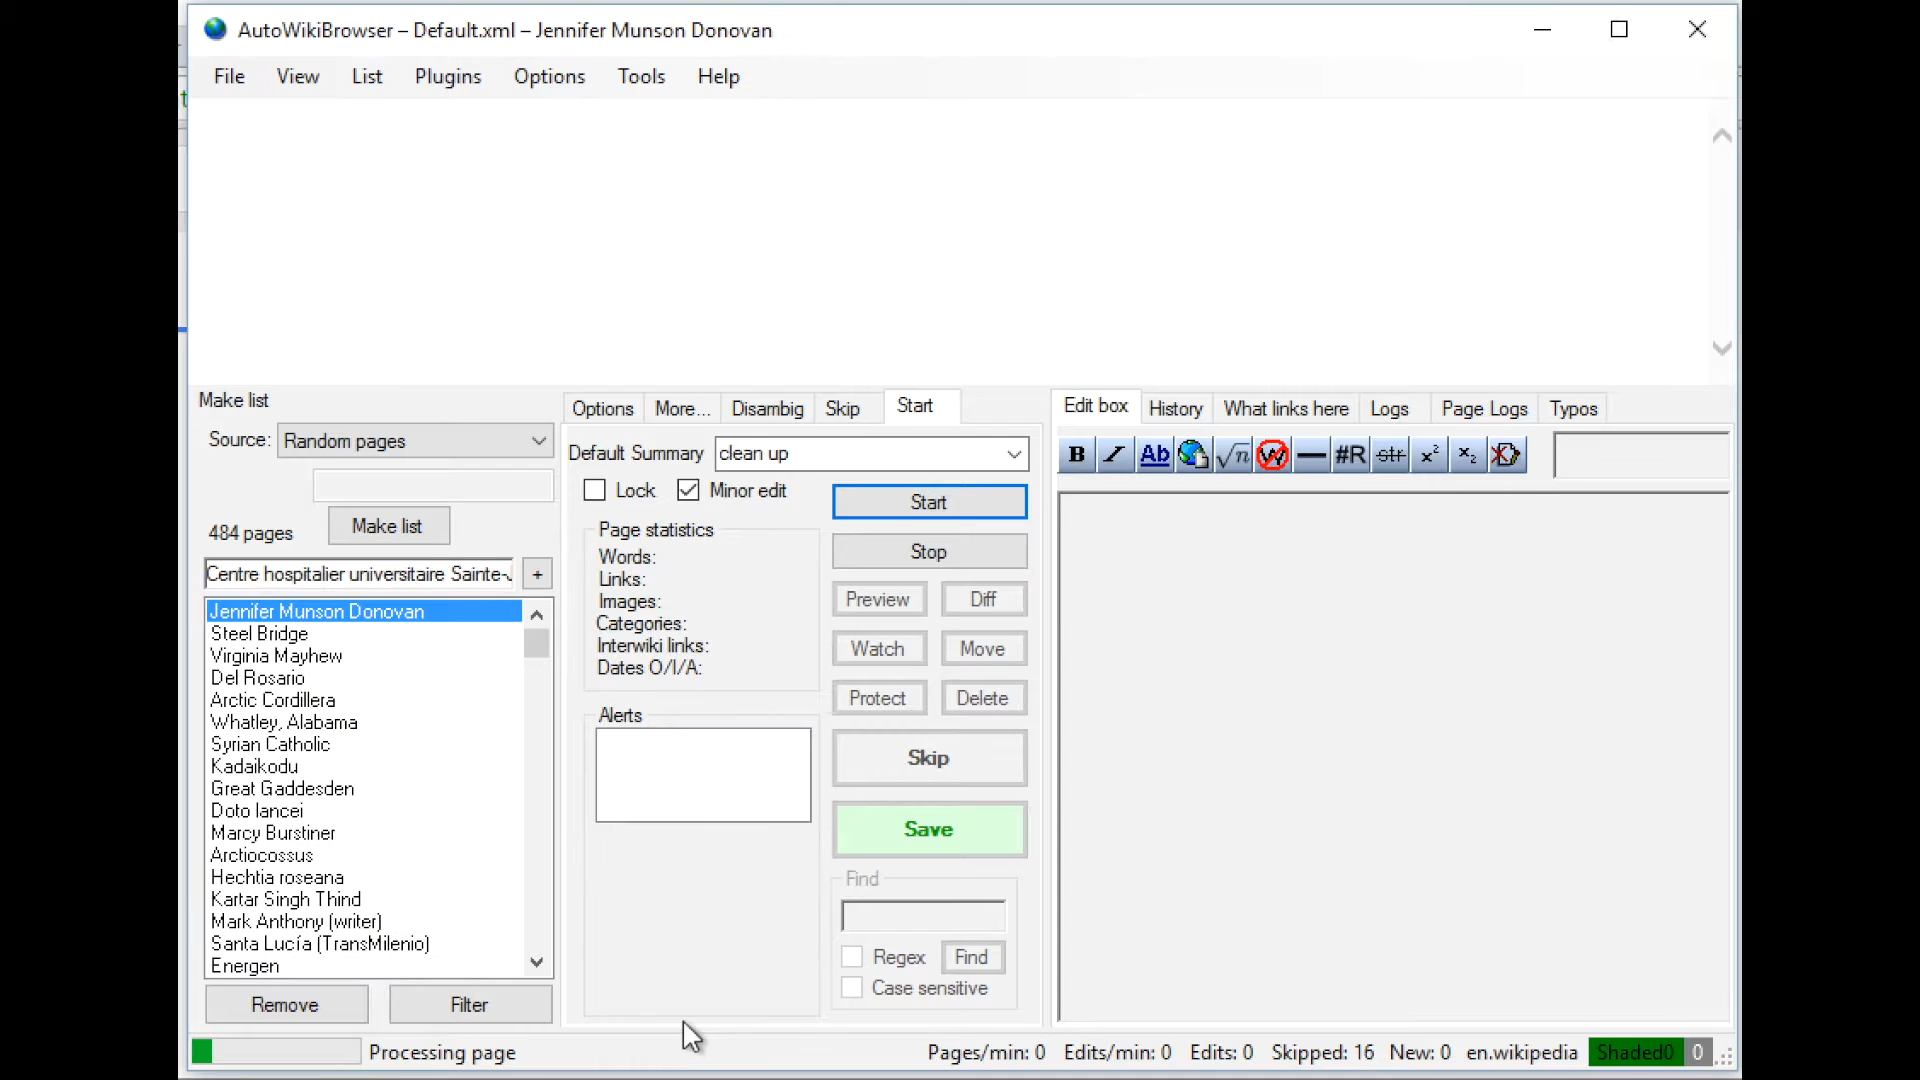 AutoWikiBrowser – Default.xml – Jennifer Munson Donovan
File View List Plugins Options Tools Help
Make list
Source: Random pages
484 pages
Make list
Centre hospitalier universitaire Sainte-J
+
Jennifer Munson Donovan
Steel Bridge
Virginia Mayhew
Del Rosario
Arctic Cordillera
Whatley, Alabama
Syrian Catholic
Kadaikodu
Great Gaddesden
Doto lancei
Marcy Burstiner
Arctiocossus
Hechtia roseana
Kartar Singh Thind
Mark Anthony (writer)
Santa Lucía (TransMilenio)
Energen
Remove Filter
Options More... Disambig Skip Start
Default Summary clean up
Lock Minor edit
Start
Page statistics
Words:
Links:
Images:
Categories:
Interwiki links:
Dates O/I/A:
Alerts
Stop
Preview Diff
Watch Move
Protect Delete
Skip
Save
Find
Regex Find
Case sensitive
Edit box History What links here Logs Page Logs Typos
B I Ab √n W — #R str x² x₂
Processing page Pages/min: 0 Edits/min: 0 Edits: 0 Skipped: 16 New: 0 en.wikipedia Shaded0 0